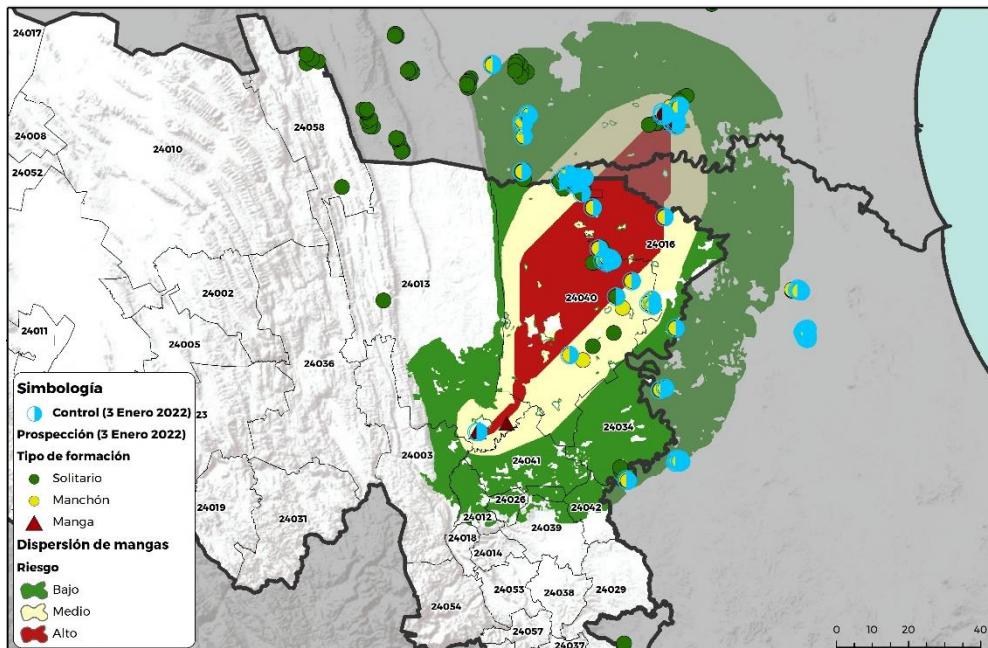 24017
24058
24008
24010
24052
24016
24013
24002
24040
24011
24005
24036
Simbología
Control (3 Enero 2022)
23
Prospección (3 Enero 2022)
Tipo de formación
24034
24003
24041
Solitario
24019
24031
24026
Manchón
24012
24042
24039
Manga
24018
24014
Dispersión de mangas
24053
24038
24029
Riesgo
24054
Bajo
24057
Medio
24037
Alto
0 10 20 40